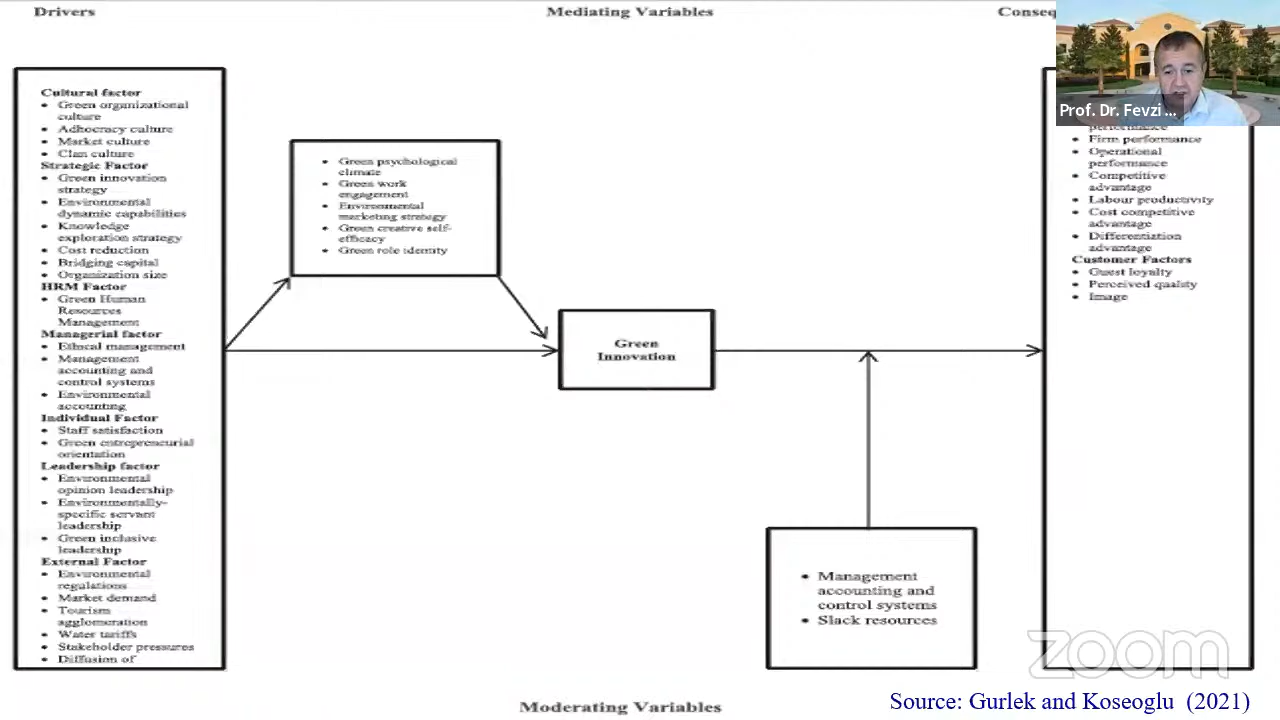 Drivers
Mediating Variables
Conseq
Prof. Dr. Fevzi ...
Cultural factor
• Green organizational
culture
• Adhocracy culture
• Market culture
• Clan culture
Strategic Factor
• Green innovation
strategy
• Environmental
dynamic capabilities
• Knowledge
exploration strategy
• Cost reduction
• Bridging capital
• Organization size
HRM Factor
• Green Human
Resources
Management
Managerial factor
• Ethical management
• Management
accounting and
control systems
• Environmental
accounting
Individual Factor
• Staff satisfaction
• Green entrepreneurial
orientation
Leadership factor
• Environmental
opinion leadership
• Environmentally-
specific servant
leadership
• Green inclusive
leadership
External Factor
• Environmental
regulations
• Market demand
• Tourism
agglomeration
• Water tariffs
• Stakeholder pressures
• Diffusion of
• Green psychological
climate
• Green work
engagement
• Environmental
marketing strategy
• Green creative self-
efficacy
• Green role identity
Green
Innovation
• Management
accounting and
control systems
• Slack resources
performance
• Firm performance
• Operational
performance
• Competitive
advantage
• Labour productivity
• Cost competitive
advantage
• Differentiation
advantage
Customer Factors
• Guest loyalty
• Perceived quality
• Image
zoom
Source: Gurlek and Koseoglu (2021)
Moderating Variables